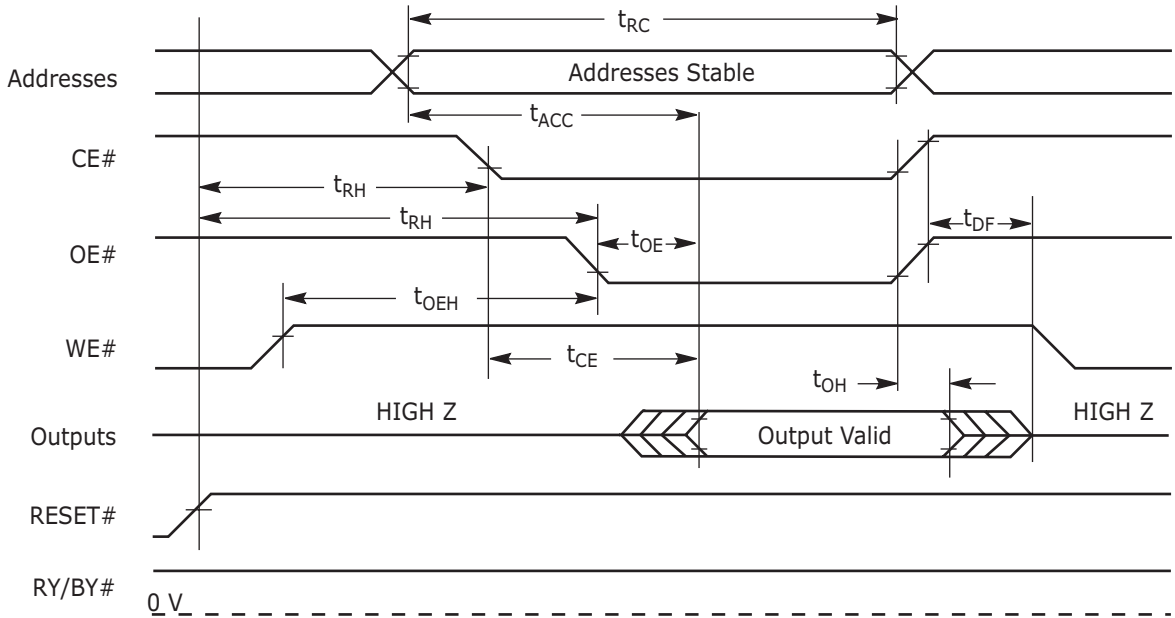 tRC
Addresses
Addresses Stable
tACC
CE#
tRH
tRH
tDF
OE#
tOE
tOEH
WE#
tCE
tOH
HIGH Z
HIGH Z
Outputs
Output Valid
RESET#
RY/BY#
0 V